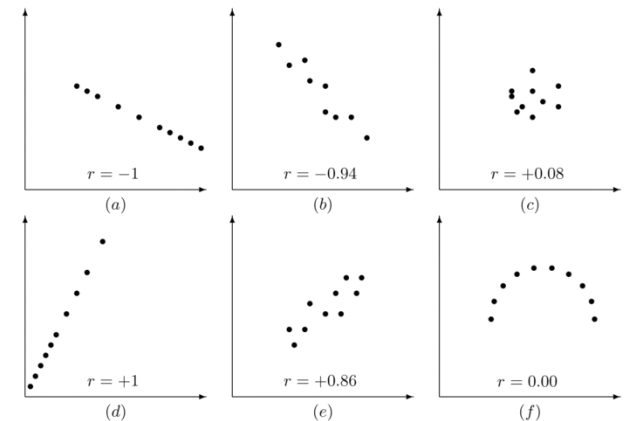 r = −1
r = −0.94
r = +0.08
(a)
(b)
(c)
r = +1
r = +0.86
r = 0.00
(d)
(e)
(f)